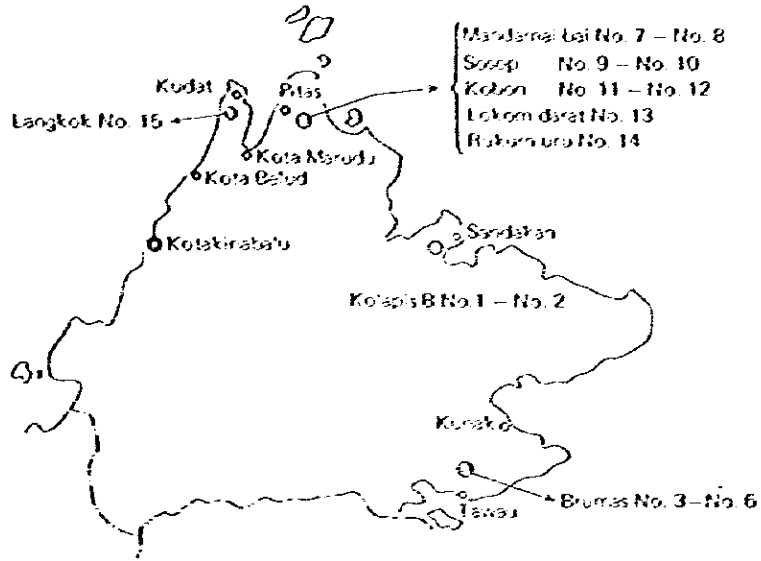 Mandamai bai No. 7 – No. 8
Sosop No. 9 – No. 10
Kobon No. 11 – No. 12
Lokom darat No. 13
No. 14
Kudat
Pitas
Langkok No. 15
Kota Marudu
Kota Belud
Kotakinabalu
Sandakan
Kolapis B No. 1 – No. 2
Kunak
Brumas No. 3 – No. 6
Tawau